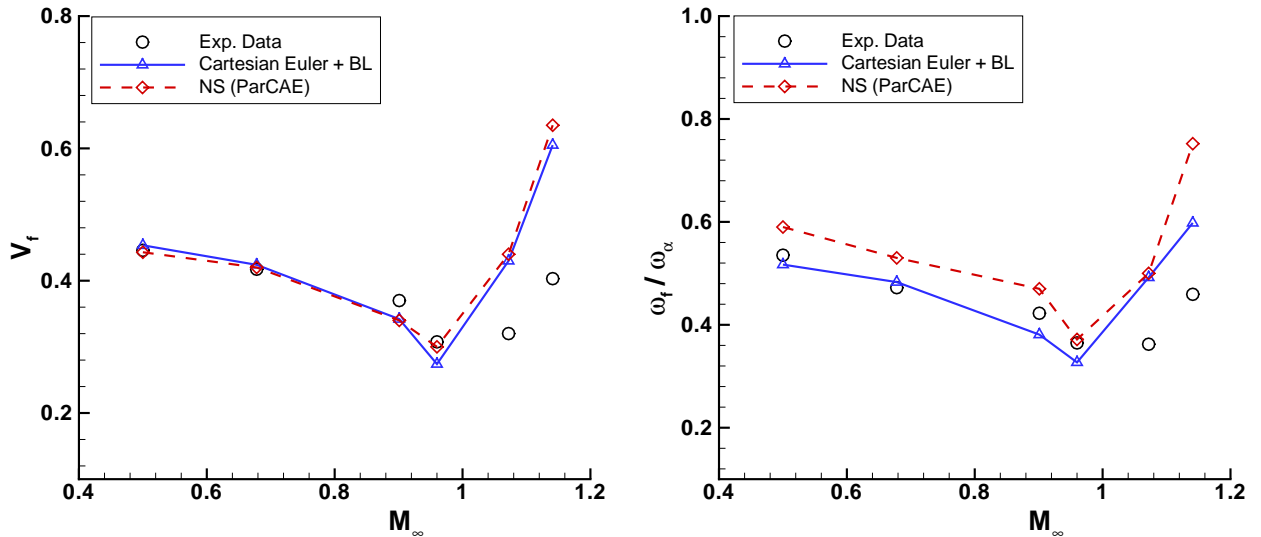 0.8
0.6
0.4
0.2
V_f
Exp. Data
Cartesian Euler + BL
NS (ParCAE)
0.4 0.6 0.8 1 1.2
M_∞
1.0
0.8
0.6
0.4
0.2
ω_f / ω_α
Exp. Data
Cartesian Euler + BL
NS (ParCAE)
0.4 0.6 0.8 1 1.2
M_∞